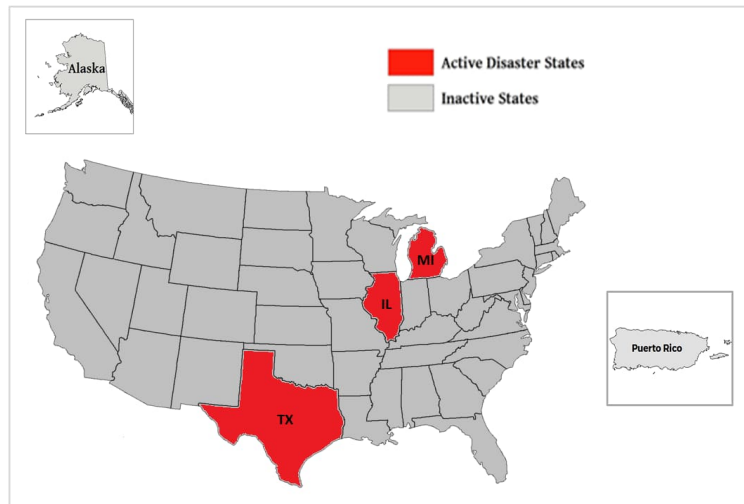 Alaska
Active Disaster States
Inactive States
MI
IL
Puerto Rico
TX